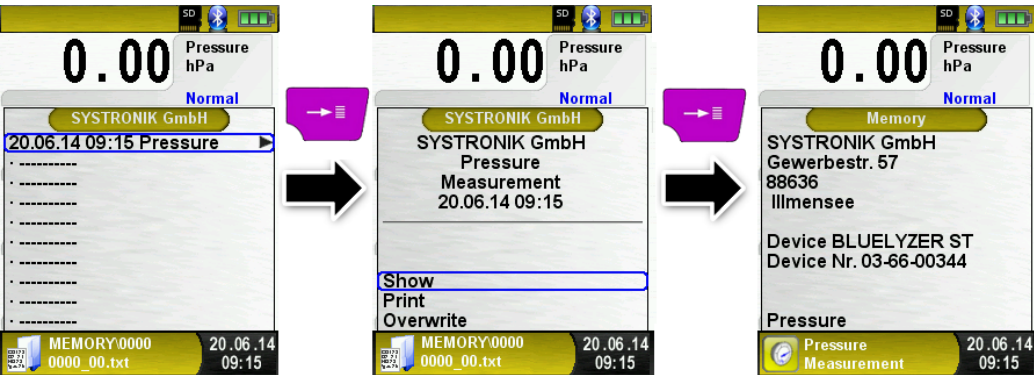 SD
0.00
Pressure
hPa
Normal
SYSTRONIK GmbH
20.06.14 09:15 Pressure
· ----------
· ----------
· ----------
· ----------
· ----------
· ----------
· ----------
· ----------
· ----------
MEMORY\0000
0000_00.txt
20.06.14
09:15
SD
0.00
Pressure
hPa
Normal
SYSTRONIK GmbH
SYSTRONIK GmbH
Pressure
Measurement
20.06.14 09:15
Show
Print
Overwrite
MEMORY\0000
0000_00.txt
20.06.14
09:15
SD
0.00
Pressure
hPa
Normal
Memory
SYSTRONIK GmbH
Gewerbestr. 57
88636
Illmensee
Device BLUELYZER ST
Device Nr. 03-66-00344
Pressure
Pressure
Measurement
20.06.14
09:15